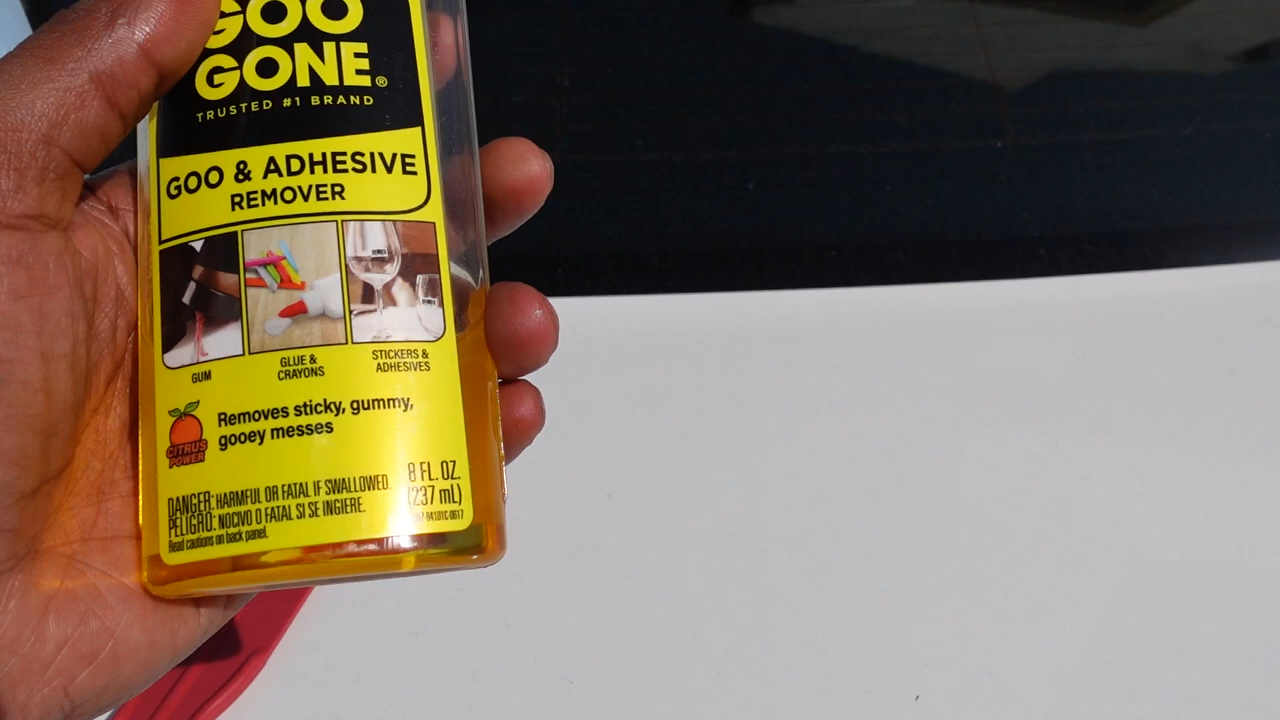 GOO
GONE®
TRUSTED #1 BRAND
GOO & ADHESIVE
REMOVER
GUM
GLUE &
CRAYONS
STICKERS &
ADHESIVES
CITRUS
POWER
Removes sticky, gummy,
gooey messes
DANGER: HARMFUL OR FATAL IF SWALLOWED.
PELIGRO: NOCIVO O FATAL SI SE INGIERE.
Read cautions on back panel.
8 FL. OZ.
(237 mL)